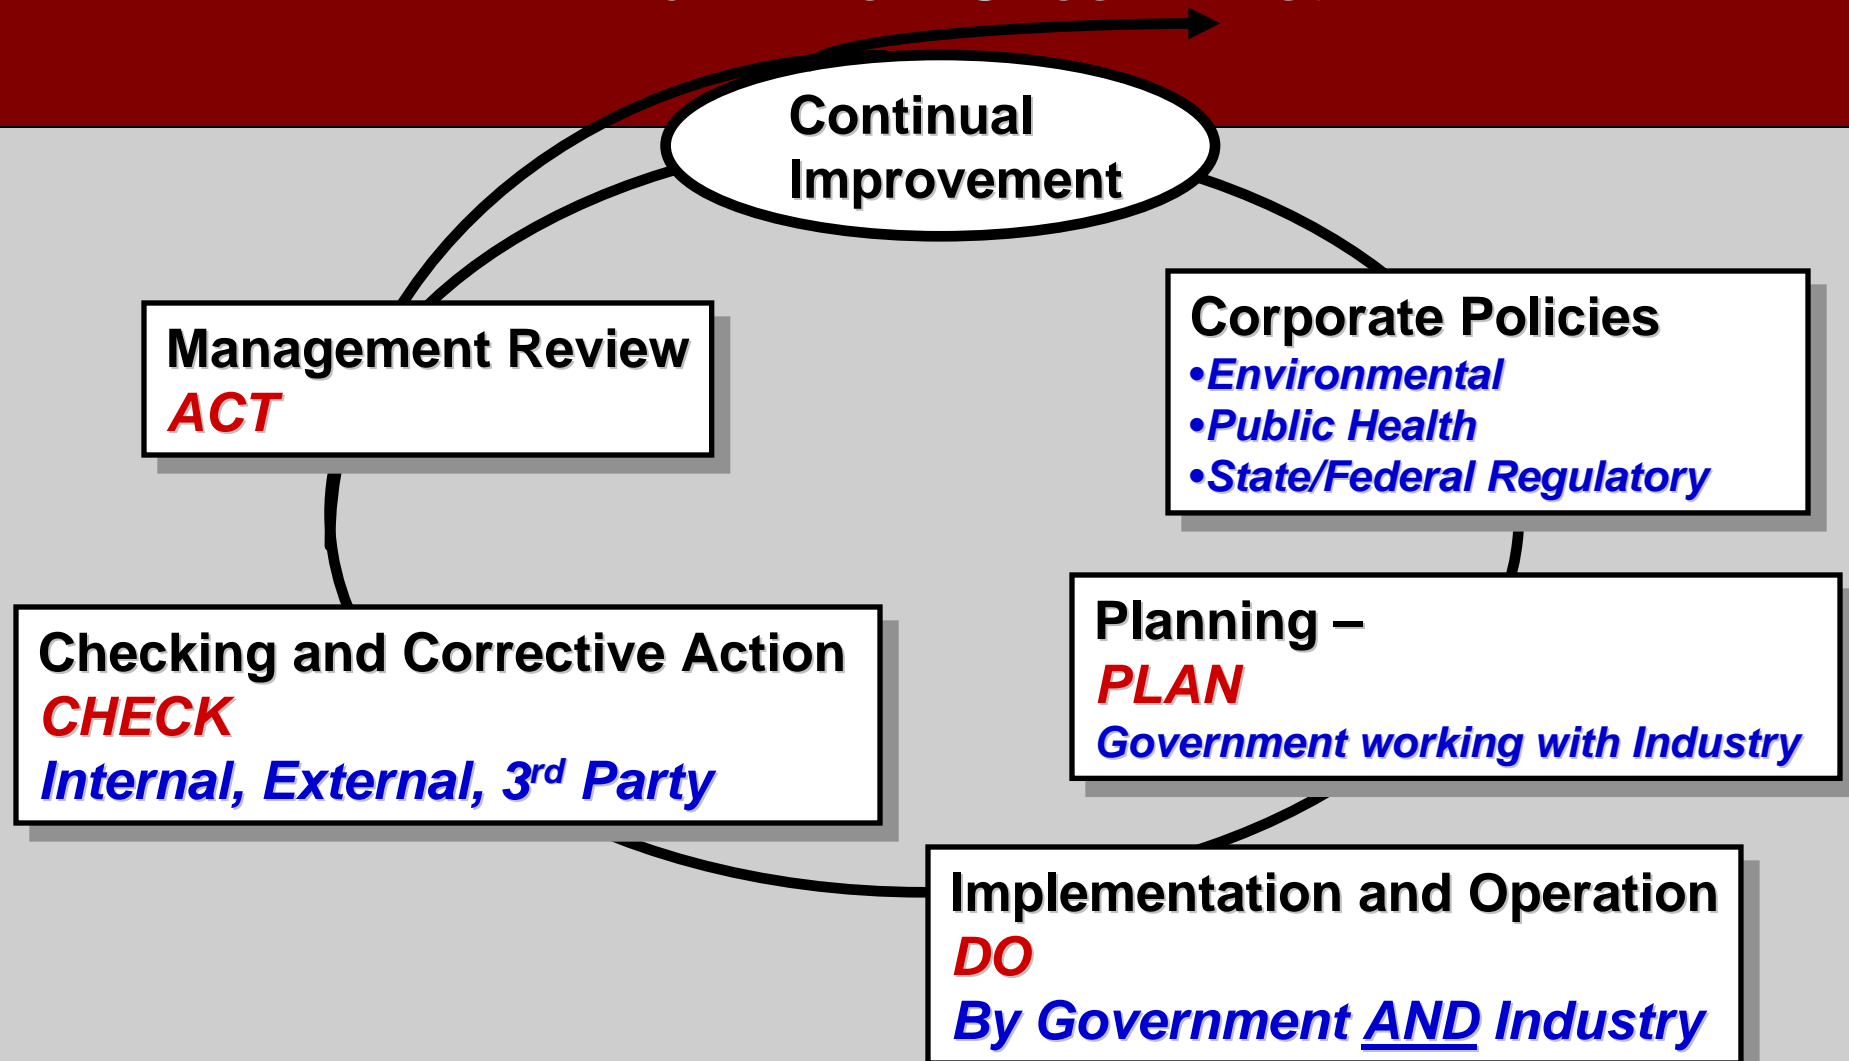 Continual
Improvement
Management Review
ACT
Corporate Policies
•Environmental
•Public Health
•State/Federal Regulatory
Checking and Corrective Action
CHECK
Internal, External, 3rd Party
Planning –
PLAN
Government working with Industry
Implementation and Operation
DO
By Government AND Industry